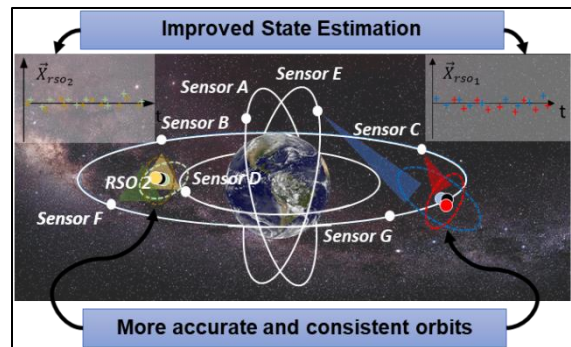 Improved State Estimation
X⃗rso₂
t
X⃗rso₁
t
Sensor A
Sensor E
Sensor B
Sensor C
RSO 2
Sensor D
Sensor F
Sensor G
More accurate and consistent orbits